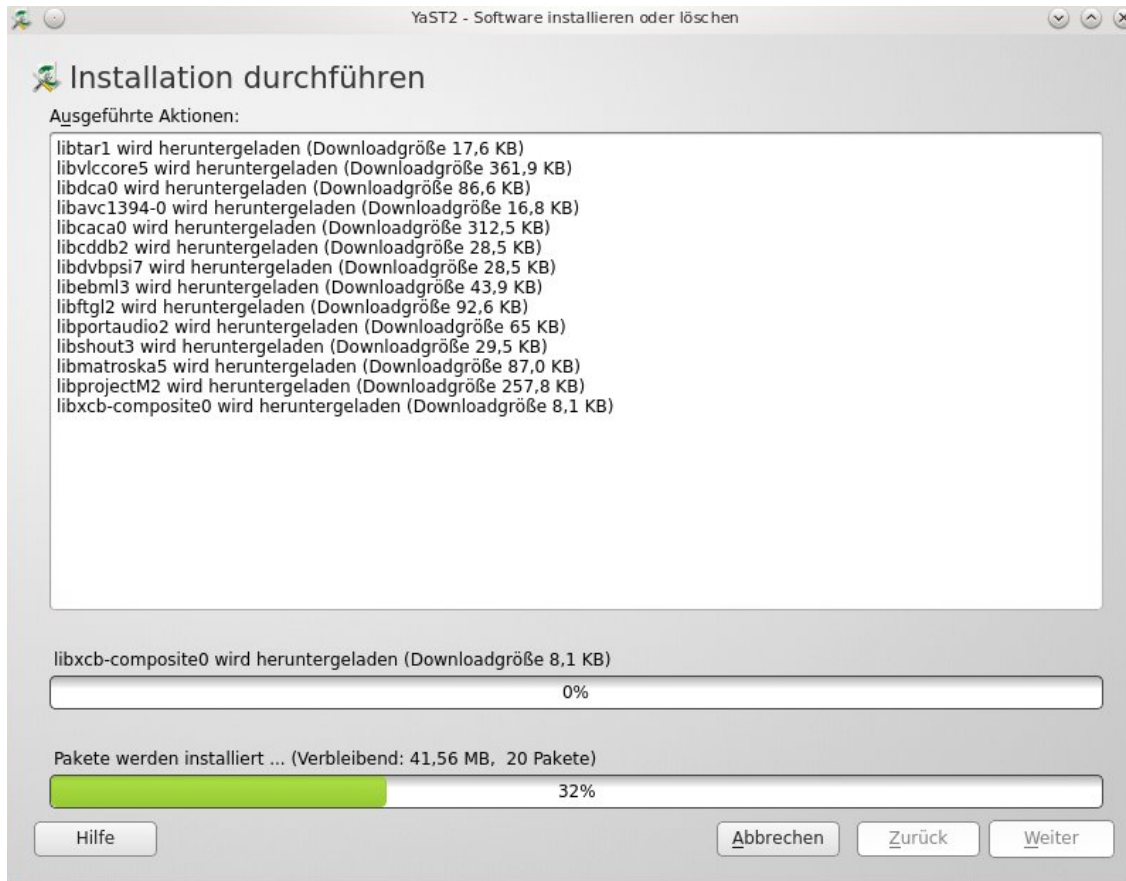 YaST2 - Software installieren oder löschen
Installation durchführen
Ausgeführte Aktionen:
libtar1 wird heruntergeladen (Downloadgröße 17,6 KB)
libvlccore5 wird heruntergeladen (Downloadgröße 361,9 KB)
libdca0 wird heruntergeladen (Downloadgröße 86,6 KB)
libavc1394-0 wird heruntergeladen (Downloadgröße 16,8 KB)
libcaca0 wird heruntergeladen (Downloadgröße 312,5 KB)
libcddb2 wird heruntergeladen (Downloadgröße 28,5 KB)
libdvbpsi7 wird heruntergeladen (Downloadgröße 28,5 KB)
libebml3 wird heruntergeladen (Downloadgröße 43,9 KB)
libftgl2 wird heruntergeladen (Downloadgröße 92,6 KB)
libportaudio2 wird heruntergeladen (Downloadgröße 65 KB)
libshout3 wird heruntergeladen (Downloadgröße 29,5 KB)
libmatroska5 wird heruntergeladen (Downloadgröße 87,0 KB)
libprojectM2 wird heruntergeladen (Downloadgröße 257,8 KB)
libxcb-composite0 wird heruntergeladen (Downloadgröße 8,1 KB)
libxcb-composite0 wird heruntergeladen (Downloadgröße 8,1 KB)
0%
Pakete werden installiert ... (Verbleibend: 41,56 MB, 20 Pakete)
32%
Hilfe Abbrechen Zurück Weiter